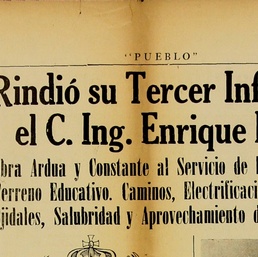 "PUEBLO"
Rindió su Tercer Inf
el C. Ing. Enrique
bra Ardua y Constante al Servicio de
Terreno Educativo. Caminos, Electrificaci
jidales, Salubridad y Aprovechamiento d